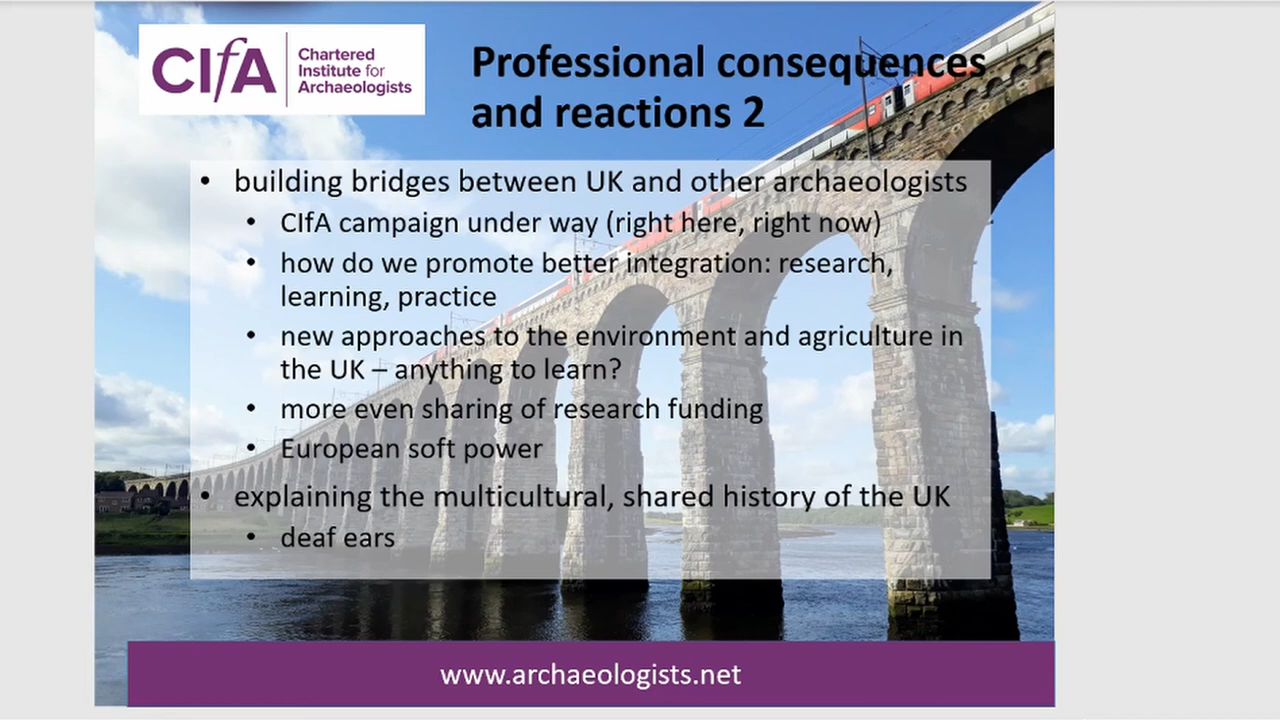 CIfA
Chartered
Institute for
Archaeologists
Professional consequences
and reactions 2
• building bridges between UK and other archaeologists
• CIfA campaign under way (right here, right now)
• how do we promote better integration: research,
learning, practice
• new approaches to the environment and agriculture in
the UK – anything to learn?
• more even sharing of research funding
• European soft power
• explaining the multicultural, shared history of the UK
• deaf ears
www.archaeologists.net